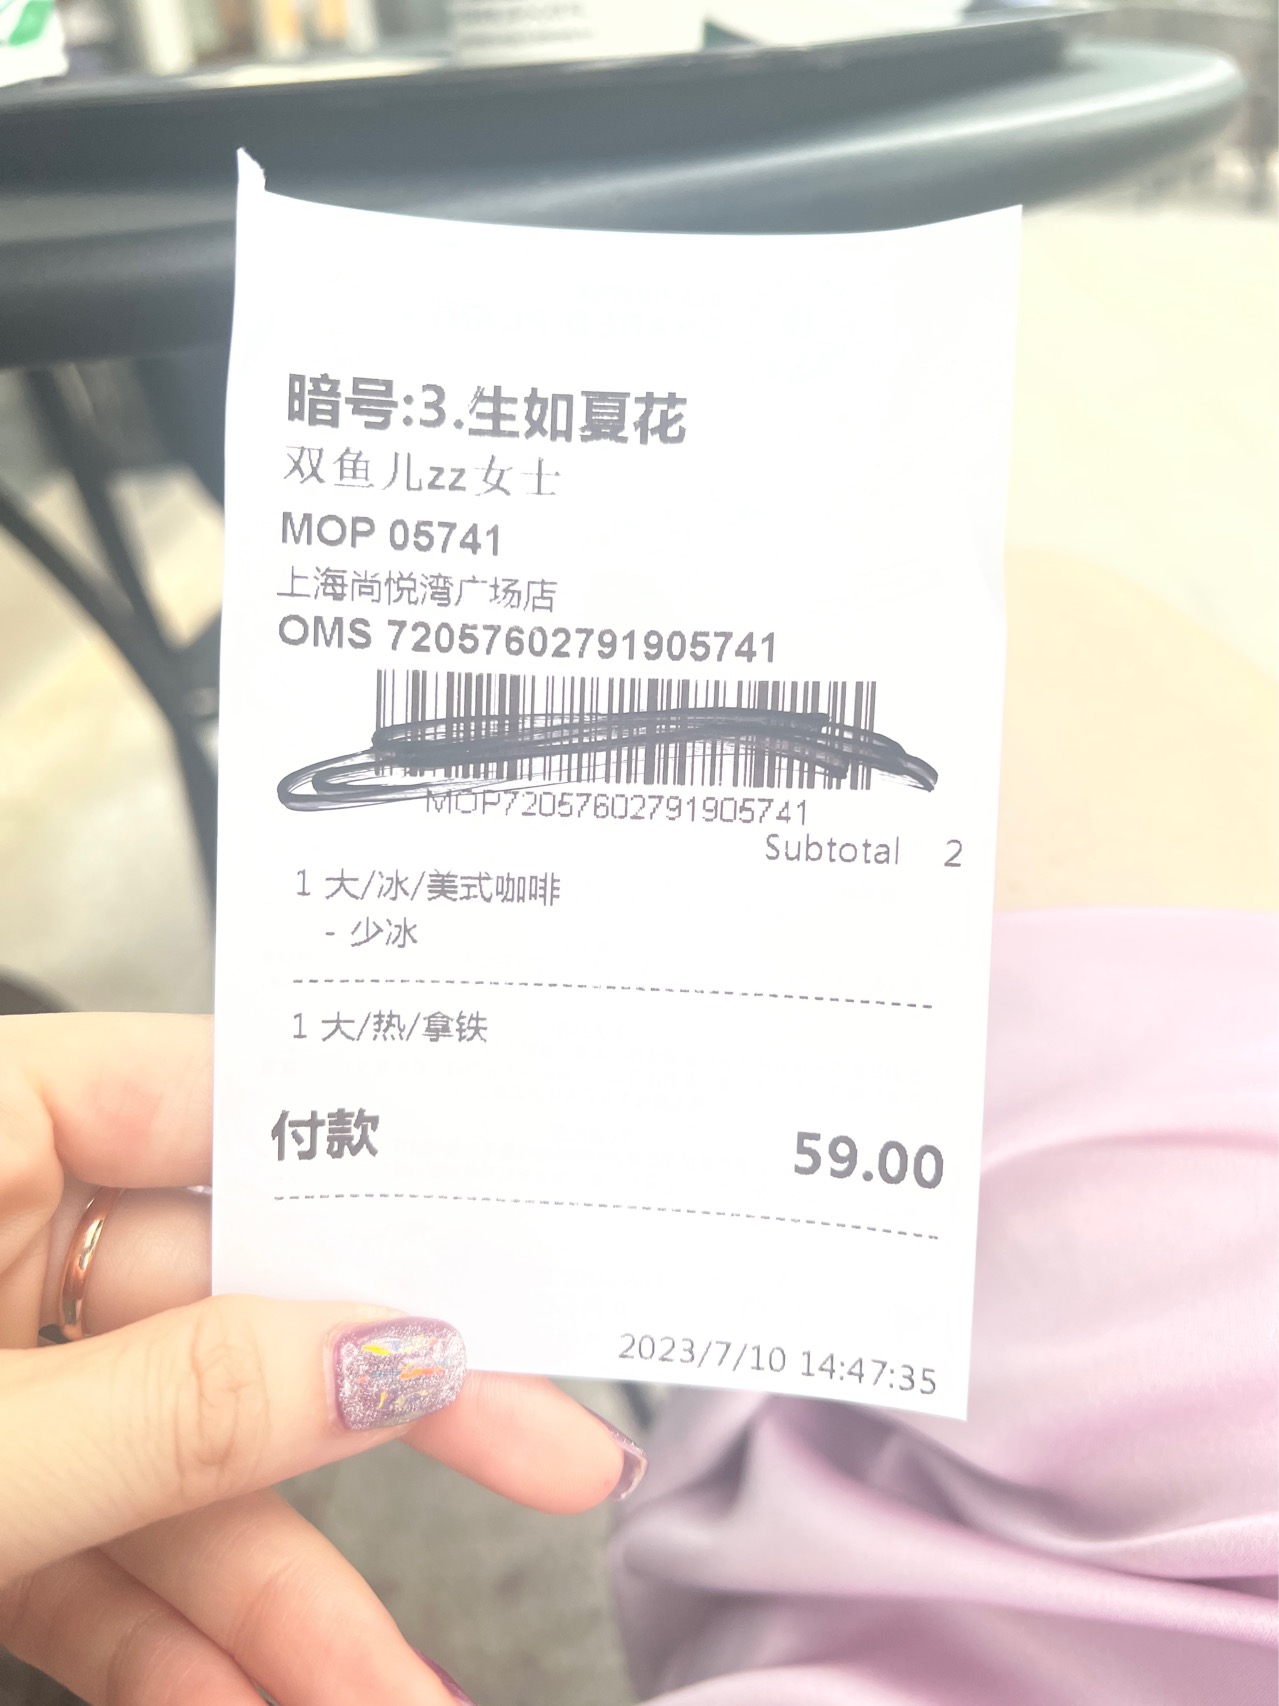 暗号:3.生如夏花
双鱼儿zz女士
MOP 05741
上海尚悦湾广场店
OMS 72057602791905741
MOP72057602791905741
Subtotal 2
1 大/冰/美式咖啡
- 少冰
1 大/热/拿铁
付款 59.00
2023/7/10 14:47:35